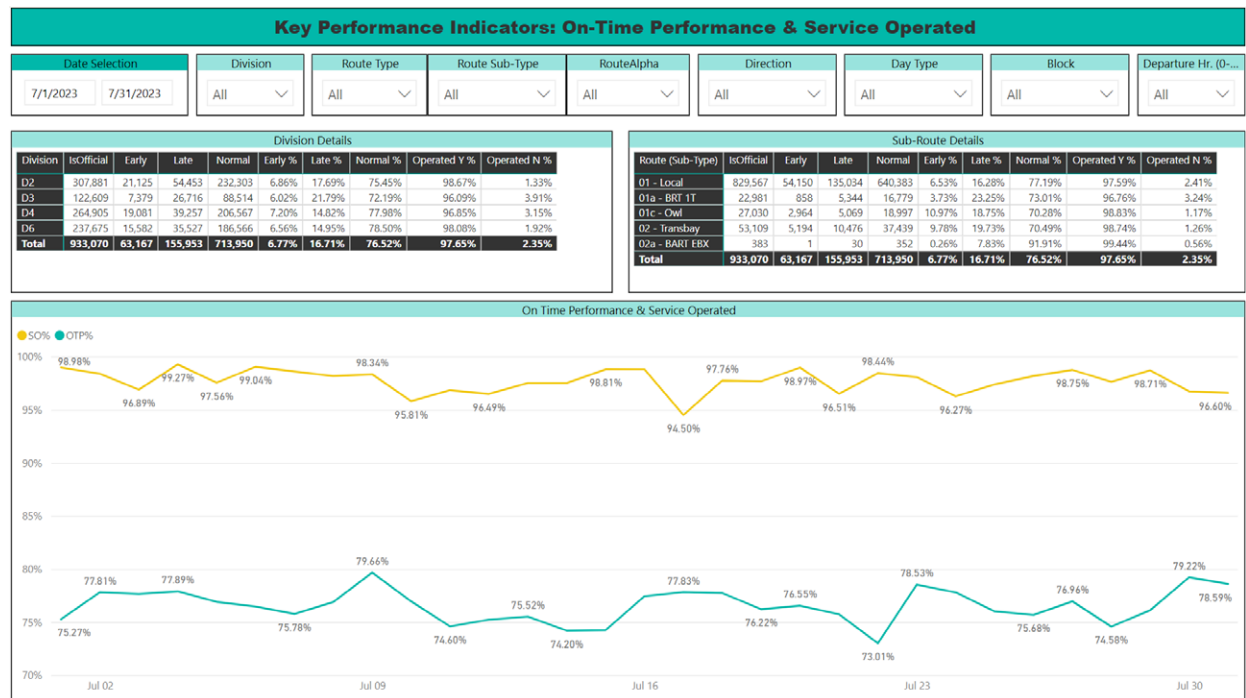 Key Performance Indicators: On-Time Performance & Service Operated
Date Selection
7/1/2023 7/31/2023
Division
All
Route Type
All
Route Sub-Type
All
RouteAlpha
All
Direction
All
Day Type
All
Block
All
Departure Hr. (0-...
All
Division Details
Division IsOfficial Early Late Normal Early % Late % Normal % Operated Y % Operated N %
D2 307,881 21,125 54,453 232,303 6.86% 17.69% 75.45% 98.67% 1.33%
D3 122,609 7,379 26,716 88,514 6.02% 21.79% 72.19% 96.09% 3.91%
D4 264,905 19,081 39,257 206,567 7.20% 14.82% 77.98% 96.85% 3.15%
D6 237,675 15,582 35,527 186,566 6.56% 14.95% 78.50% 98.08% 1.92%
Total 933,070 63,167 155,953 713,950 6.77% 16.71% 76.52% 97.65% 2.35%
Sub-Route Details
Route (Sub-Type) IsOfficial Early Late Normal Early % Late % Normal % Operated Y % Operated N %
01 - Local 829,567 54,150 135,034 640,383 6.53% 16.28% 77.19% 97.59% 2.41%
01a - BRT 1T 22,981 858 5,344 16,779 3.73% 23.25% 73.01% 96.76% 3.24%
01c - Owl 27,030 2,964 5,069 18,997 10.97% 18.75% 70.28% 98.83% 1.17%
02 - Transbay 53,109 5,194 10,476 37,439 9.78% 19.73% 70.49% 98.74% 1.26%
02a - BART EBX 383 1 30 352 0.26% 7.83% 91.91% 99.44% 0.56%
Total 933,070 63,167 155,953 713,950 6.77% 16.71% 76.52% 97.65% 2.35%
On Time Performance & Service Operated
SO% OTP%
100%
95%
90%
85%
80%
75%
70%
98.98%
96.89%
99.27%
97.56%
99.04%
98.34%
95.81%
96.49%
98.81%
94.50%
97.76%
98.97%
96.51%
98.44%
96.27%
98.75%
98.71%
96.60%
75.27%
77.81%
77.89%
75.78%
79.66%
74.60%
75.52%
74.20%
77.83%
76.22%
76.55%
73.01%
78.53%
75.68%
76.96%
74.58%
79.22%
78.59%
Jul 02 Jul 09 Jul 16 Jul 23 Jul 30